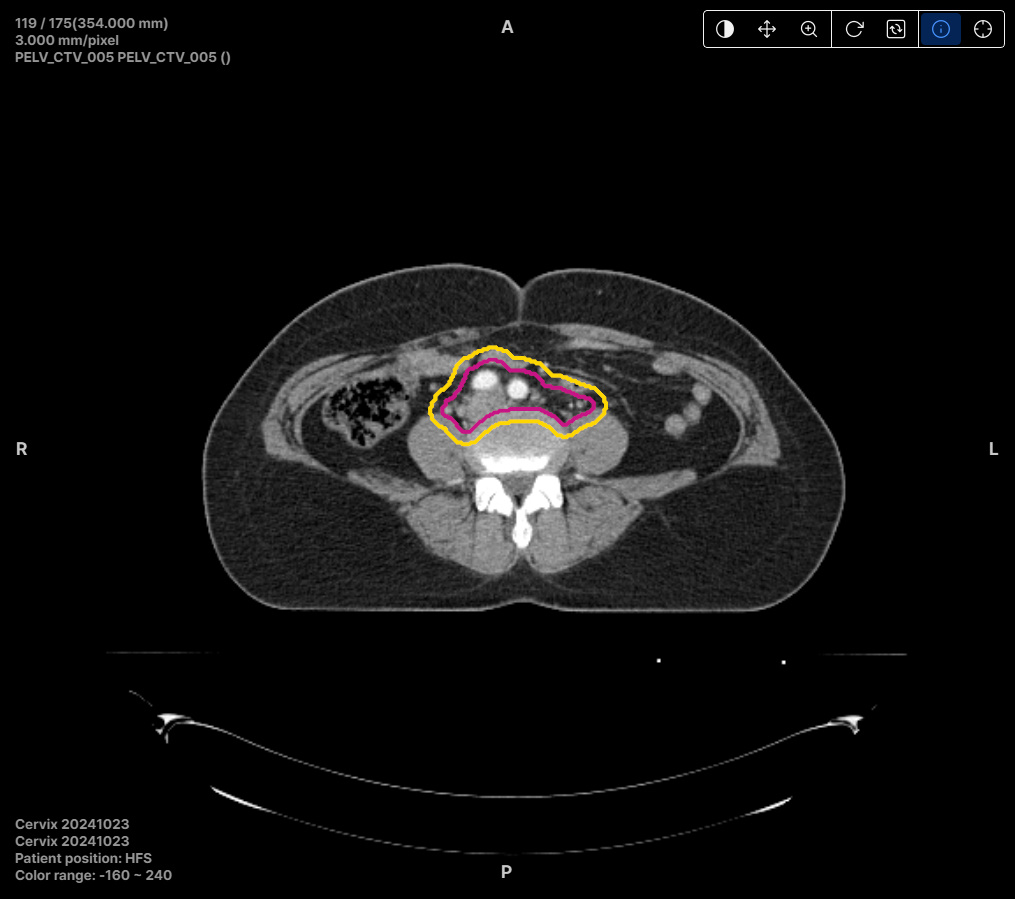 119 / 175(354.000 mm)
3.000 mm/pixel
PELV_CTV_005 PELV_CTV_005 ()
A
R
L
Cervix 20241023
Cervix 20241023
Patient position: HFS
Color range: -160 ~ 240
P